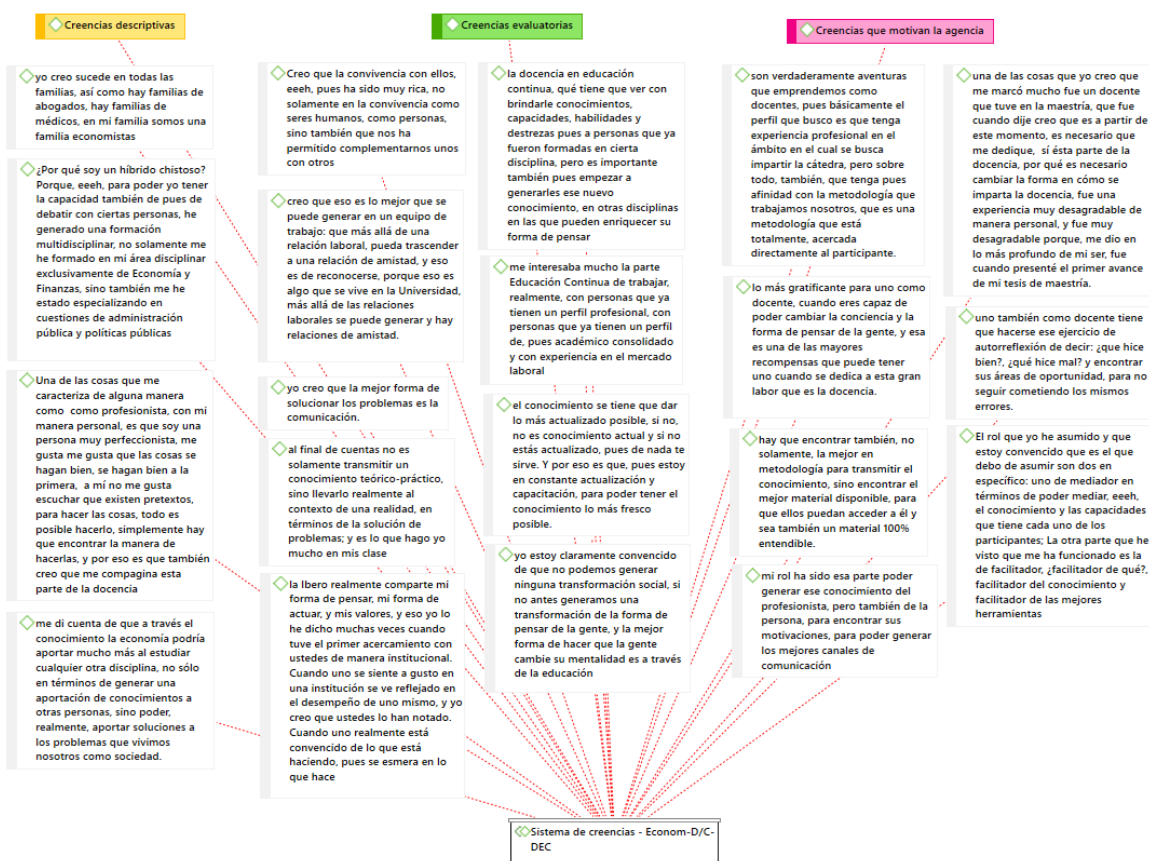 Creencias descriptivas
yo creo sucede en todas las
familias, así como hay familias de
abogados, hay familias de
médicos, en mi familia somos una
familia economistas
¿Por qué soy un híbrido chistoso?
Porque, eeeh, para poder yo tener
la capacidad también de pues de
debatir con ciertas personas, he
generado una formación
multidisciplinar, no solamente me
he formado en mi área disciplinar
exclusivamente de Economía y
Finanzas, sino también me he
estado especializando en
cuestiones de administración
pública y políticas públicas
Una de las cosas que me
caracteriza de alguna manera
como  como profesionista, con mi
manera personal, es que soy una
persona muy perfeccionista, me
gusta me gusta que las cosas se
hagan bien, se hagan bien a la
primera,  a mí no me gusta
escuchar que existen pretextos,
para hacer las cosas, todo es
posible hacerlo, simplemente hay
que encontrar la manera de
hacerlas, y por eso es que también
creo que me compagina esta
parte de la docencia
me di cuenta de que a través el
conocimiento la economía podría
aportar mucho más al estudiar
cualquier otra disciplina, no sólo
en términos de generar una
aportación de conocimientos a
otras personas, sino poder,
realmente, aportar soluciones a
los problemas que vivimos
nosotros como sociedad.
Creencias evaluatorias
Creo que la convivencia con ellos,
eeeh, pues ha sido muy rica, no
solamente en la convivencia como
seres humanos, como personas,
sino también que nos ha
permitido complementarnos unos
con otros
creo que eso es lo mejor que se
puede generar en un equipo de
trabajo: que más allá de una
relación laboral, pueda trascender
a una relación de amistad, y eso
es de reconocerse, porque eso es
algo que se vive en la Universidad,
más allá de las relaciones
laborales se puede generar y hay
relaciones de amistad.
yo creo que la mejor forma de
solucionar los problemas es la
comunicación.
al final de cuentas no es
solamente transmitir un
conocimiento teórico-práctico,
sino llevarlo realmente al
contexto de una realidad, en
términos de la solución de
problemas; y es lo que hago yo
mucho en mis clase
la Ibero realmente comparte mi
forma de pensar, mi forma de
actuar, y mis valores, y eso yo lo
he dicho muchas veces cuando
tuve el primer acercamiento con
ustedes de manera institucional.
Cuando uno se siente a gusto en
una institución se ve reflejado en
el desempeño de uno mismo, y yo
creo que ustedes lo han notado.
Cuando uno realmente está
convencido de lo que está
haciendo, pues se esmera en lo
que hace
la docencia en educación
continua, qué tiene que ver con
brindarle conocimientos,
capacidades, habilidades y
destrezas pues a personas que ya
fueron formadas en cierta
disciplina, pero es importante
también pues empezar a
generarles ese nuevo
conocimiento, en otras disciplinas
en las que pueden enriquecer su
forma de pensar
me interesaba mucho la parte
Educación Continua de trabajar,
realmente, con personas que ya
tienen un perfil profesional, con
personas que ya tienen un perfil
de, pues académico consolidado
y con experiencia en el mercado
laboral
el conocimiento se tiene que dar
lo más actualizado posible, si no,
no es conocimiento actual y si no
estás actualizado, pues de nada te
sirve. Y por eso es que, pues estoy
en constante actualización y
capacitación, para poder tener el
conocimiento lo más fresco
posible.
yo estoy claramente convencido
de que no podemos generar
ninguna transformación social, si
no antes generamos una
transformación de la forma de
pensar de la gente, y la mejor
forma de hacer que la gente
cambie su mentalidad es a través
de la educación
Creencias que motivan la agencia
son verdaderamente aventuras
que emprendemos como
docentes, pues básicamente el
perfil que busco es que tenga
experiencia profesional en el
ámbito en el cual se busca
impartir la cátedra, pero sobre
todo, también, que tenga pues
afinidad con la metodología que
trabajamos nosotros, que es una
metodología que está
totalmente, acercada
directamente al participante.
lo más gratificante para uno como
docente, cuando eres capaz de
poder cambiar la conciencia y la
forma de pensar de la gente, y esa
es una de las mayores
recompensas que puede tener
uno cuando se dedica a esta gran
labor que es la docencia.
hay que encontrar también, no
solamente, la mejor en
metodología para transmitir el
conocimiento, sino encontrar el
mejor material disponible, para
que ellos puedan acceder a él y
sea también un material 100%
entendible.
mi rol ha sido esa parte poder
generar ese conocimiento del
profesionista, pero también de la
persona, para encontrar sus
motivaciones, para poder generar
los mejores canales de
comunicación
una de las cosas que yo creo que
me marcó mucho fue un docente
que tuve en la maestría, que fue
cuando dije creo que es a partir de
este momento, es necesario que
me dedique,  sí ésta parte de la
docencia, por qué es necesario
cambiar la forma en cómo se
imparta la docencia, fue una
experiencia muy desagradable de
manera personal, y fue muy
desagradable porque, me dio en
lo más profundo de mi ser, fue
cuando presenté el primer avance
de mi tesis de maestría.
uno también como docente tiene
que hacerse ese ejercicio de
autorreflexión de decir: ¿que hice
bien?, ¿qué hice mal? y encontrar
sus áreas de oportunidad, para no
seguir cometiendo los mismos
errores.
El rol que yo he asumido y que
estoy convencido que es el que
debo de asumir son dos en
específico: uno de mediador en
términos de poder mediar, eeeh,
el conocimiento y las capacidades
que tiene cada uno de los
participantes; La otra parte que he
visto que me ha funcionado es la
de facilitador, ¿facilitador de qué?,
facilitador del conocimiento y
facilitador de las mejores
herramientas
Sistema de creencias - Econom-D/C-
DEC